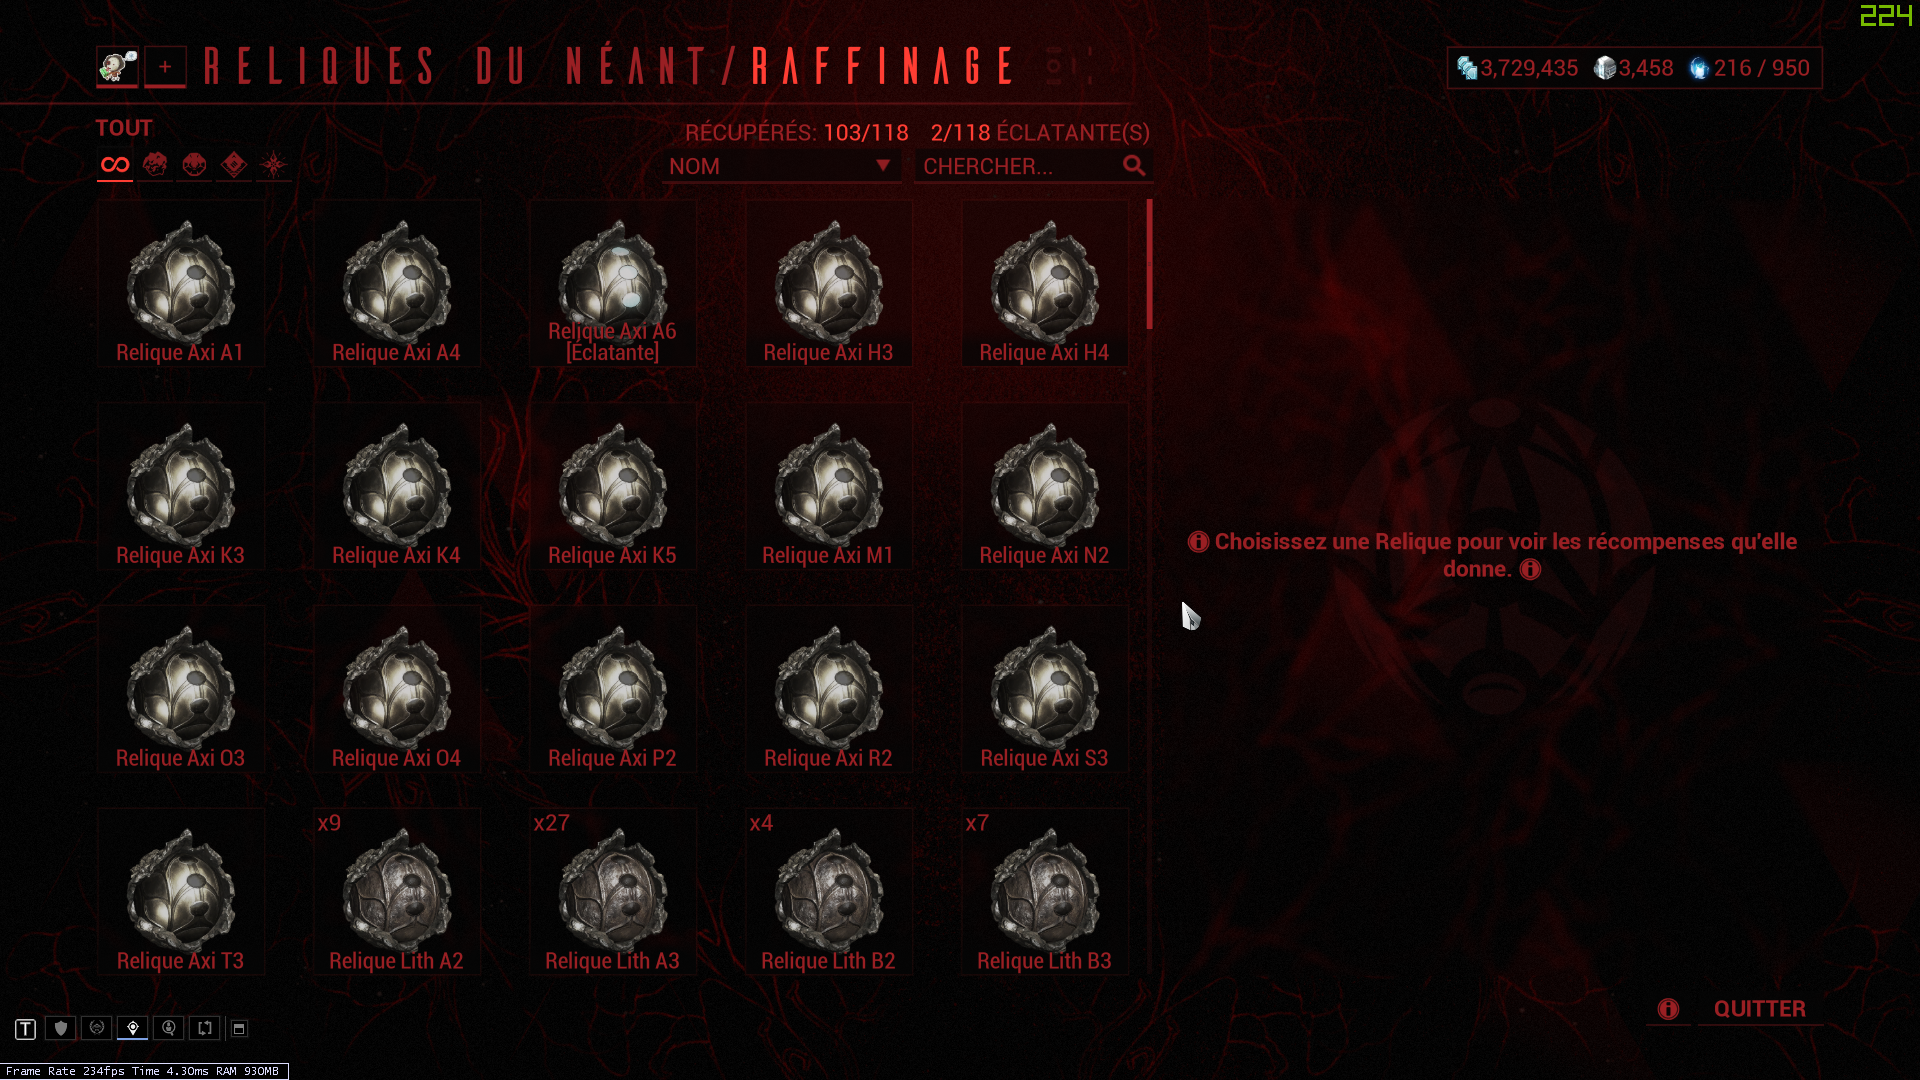 224
RELIQUES DU NÉANT/RAFFINAGE
3,729,435 3,458 216 / 950
TOUT
RÉCUPÉRÉS: 103/118 2/118 ÉCLATANTE(S)
NOM
CHERCHER...
Relique Axi A1
Relique Axi A4
Relique Axi A6
[Éclatante]
Relique Axi H3
Relique Axi H4
Relique Axi K3
Relique Axi K4
Relique Axi K5
Relique Axi M1
Relique Axi N2
Choisissez une Relique pour voir les récompenses qu'elle
donne.
Relique Axi O3
Relique Axi O4
Relique Axi P2
Relique Axi R2
Relique Axi S3
Relique Axi T3
x9
Relique Lith A2
x27
Relique Lith A3
x4
Relique Lith B2
x7
Relique Lith B3
QUITTER
T
Frame Rate 234fps Time 4.30ms RAM 930MB